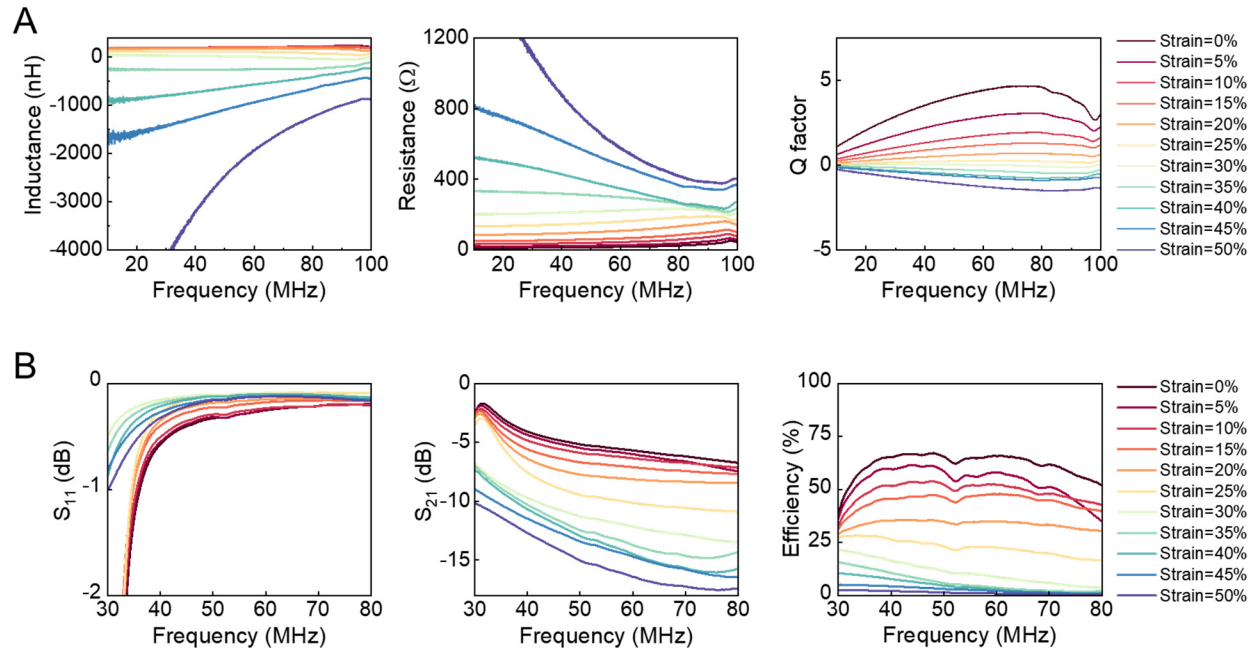 A
Inductance (nH)
0
-1000
-2000
-3000
-4000
20 40 60 80 100
Frequency (MHz)
Resistance (Ω)
1200
800
400
0
20 40 60 80 100
Frequency (MHz)
Q factor
5
0
-5
20 40 60 80 100
Frequency (MHz)
Strain=0%
Strain=5%
Strain=10%
Strain=15%
Strain=20%
Strain=25%
Strain=30%
Strain=35%
Strain=40%
Strain=45%
Strain=50%
B
S11 (dB)
0
-1
-2
30 40 50 60 70 80
Frequency (MHz)
S21 (dB)
0
-5
-10
-15
30 40 50 60 70 80
Frequency (MHz)
Efficiency (%)
100
75
50
25
0
30 40 50 60 70 80
Frequency (MHz)
Strain=0%
Strain=5%
Strain=10%
Strain=15%
Strain=20%
Strain=25%
Strain=30%
Strain=35%
Strain=40%
Strain=45%
Strain=50%